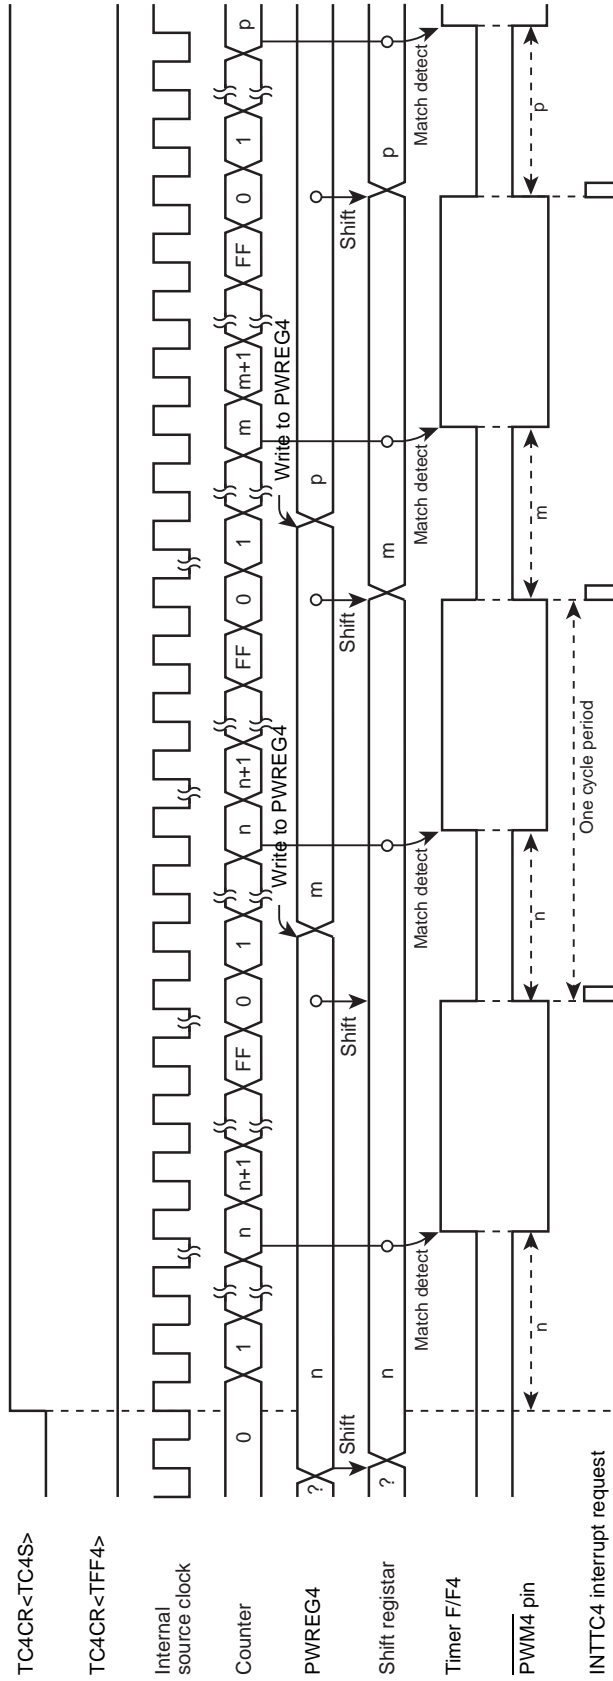 TC4CR<TC4S>
TC4CR<TFF4>
Internal
source clock
Counter 0 1 n n+1 FF 0 1 n n+1 FF 0 1 m m+1 FF 0 1 p
Write to PWREG4 Write to PWREG4
PWREG4 ? n m p
Shift Shift Shift Shift
Shift registar ? n m p
Match detect Match detect Match detect Match detect
Timer F/F4
PWM4 pin n n m p
One cycle period
INTTC4 interrupt request